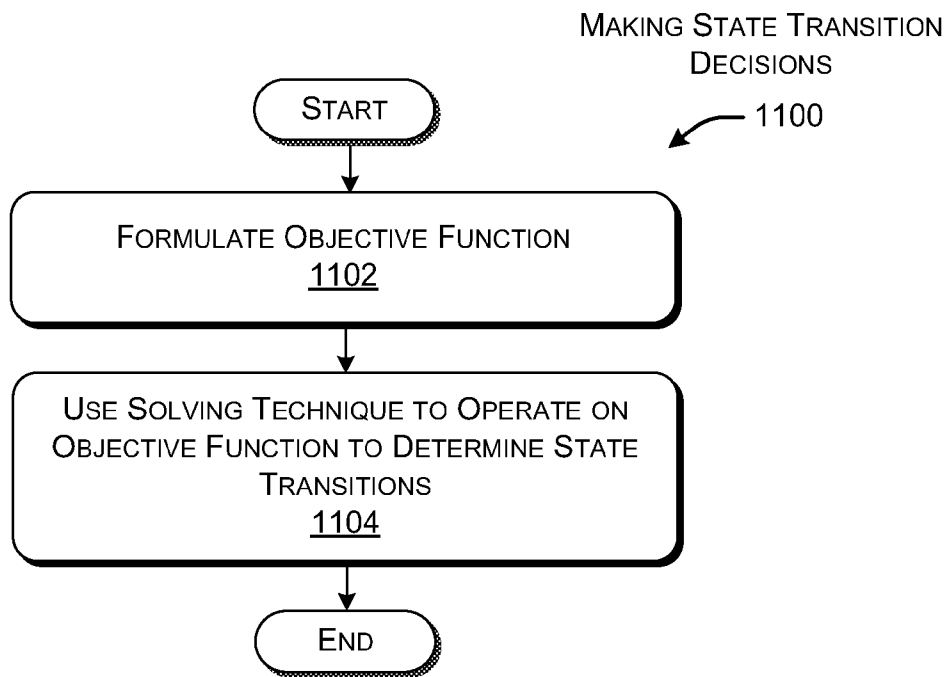 MAKING STATE TRANSITION
DECISIONS
1100
START
FORMULATE OBJECTIVE FUNCTION
1102
USE SOLVING TECHNIQUE TO OPERATE ON
OBJECTIVE FUNCTION TO DETERMINE STATE
TRANSITIONS
1104
END